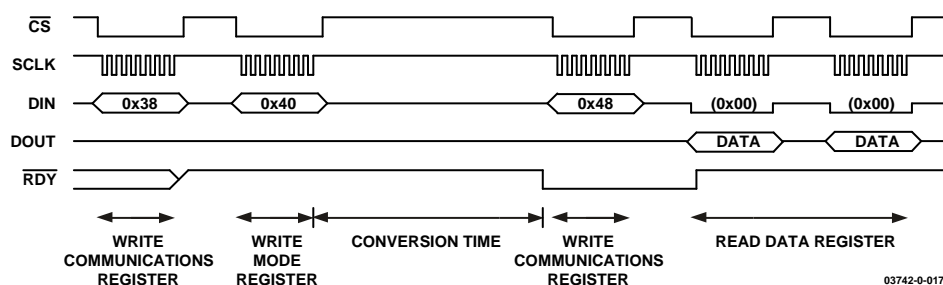 CS
SCLK
DIN 0x38 0x40 0x48 (0x00) (0x00)
DOUT DATA DATA
RDY
WRITE COMMUNICATIONS REGISTER
WRITE MODE REGISTER
CONVERSION TIME
WRITE COMMUNICATIONS REGISTER
READ DATA REGISTER
03742-0-017